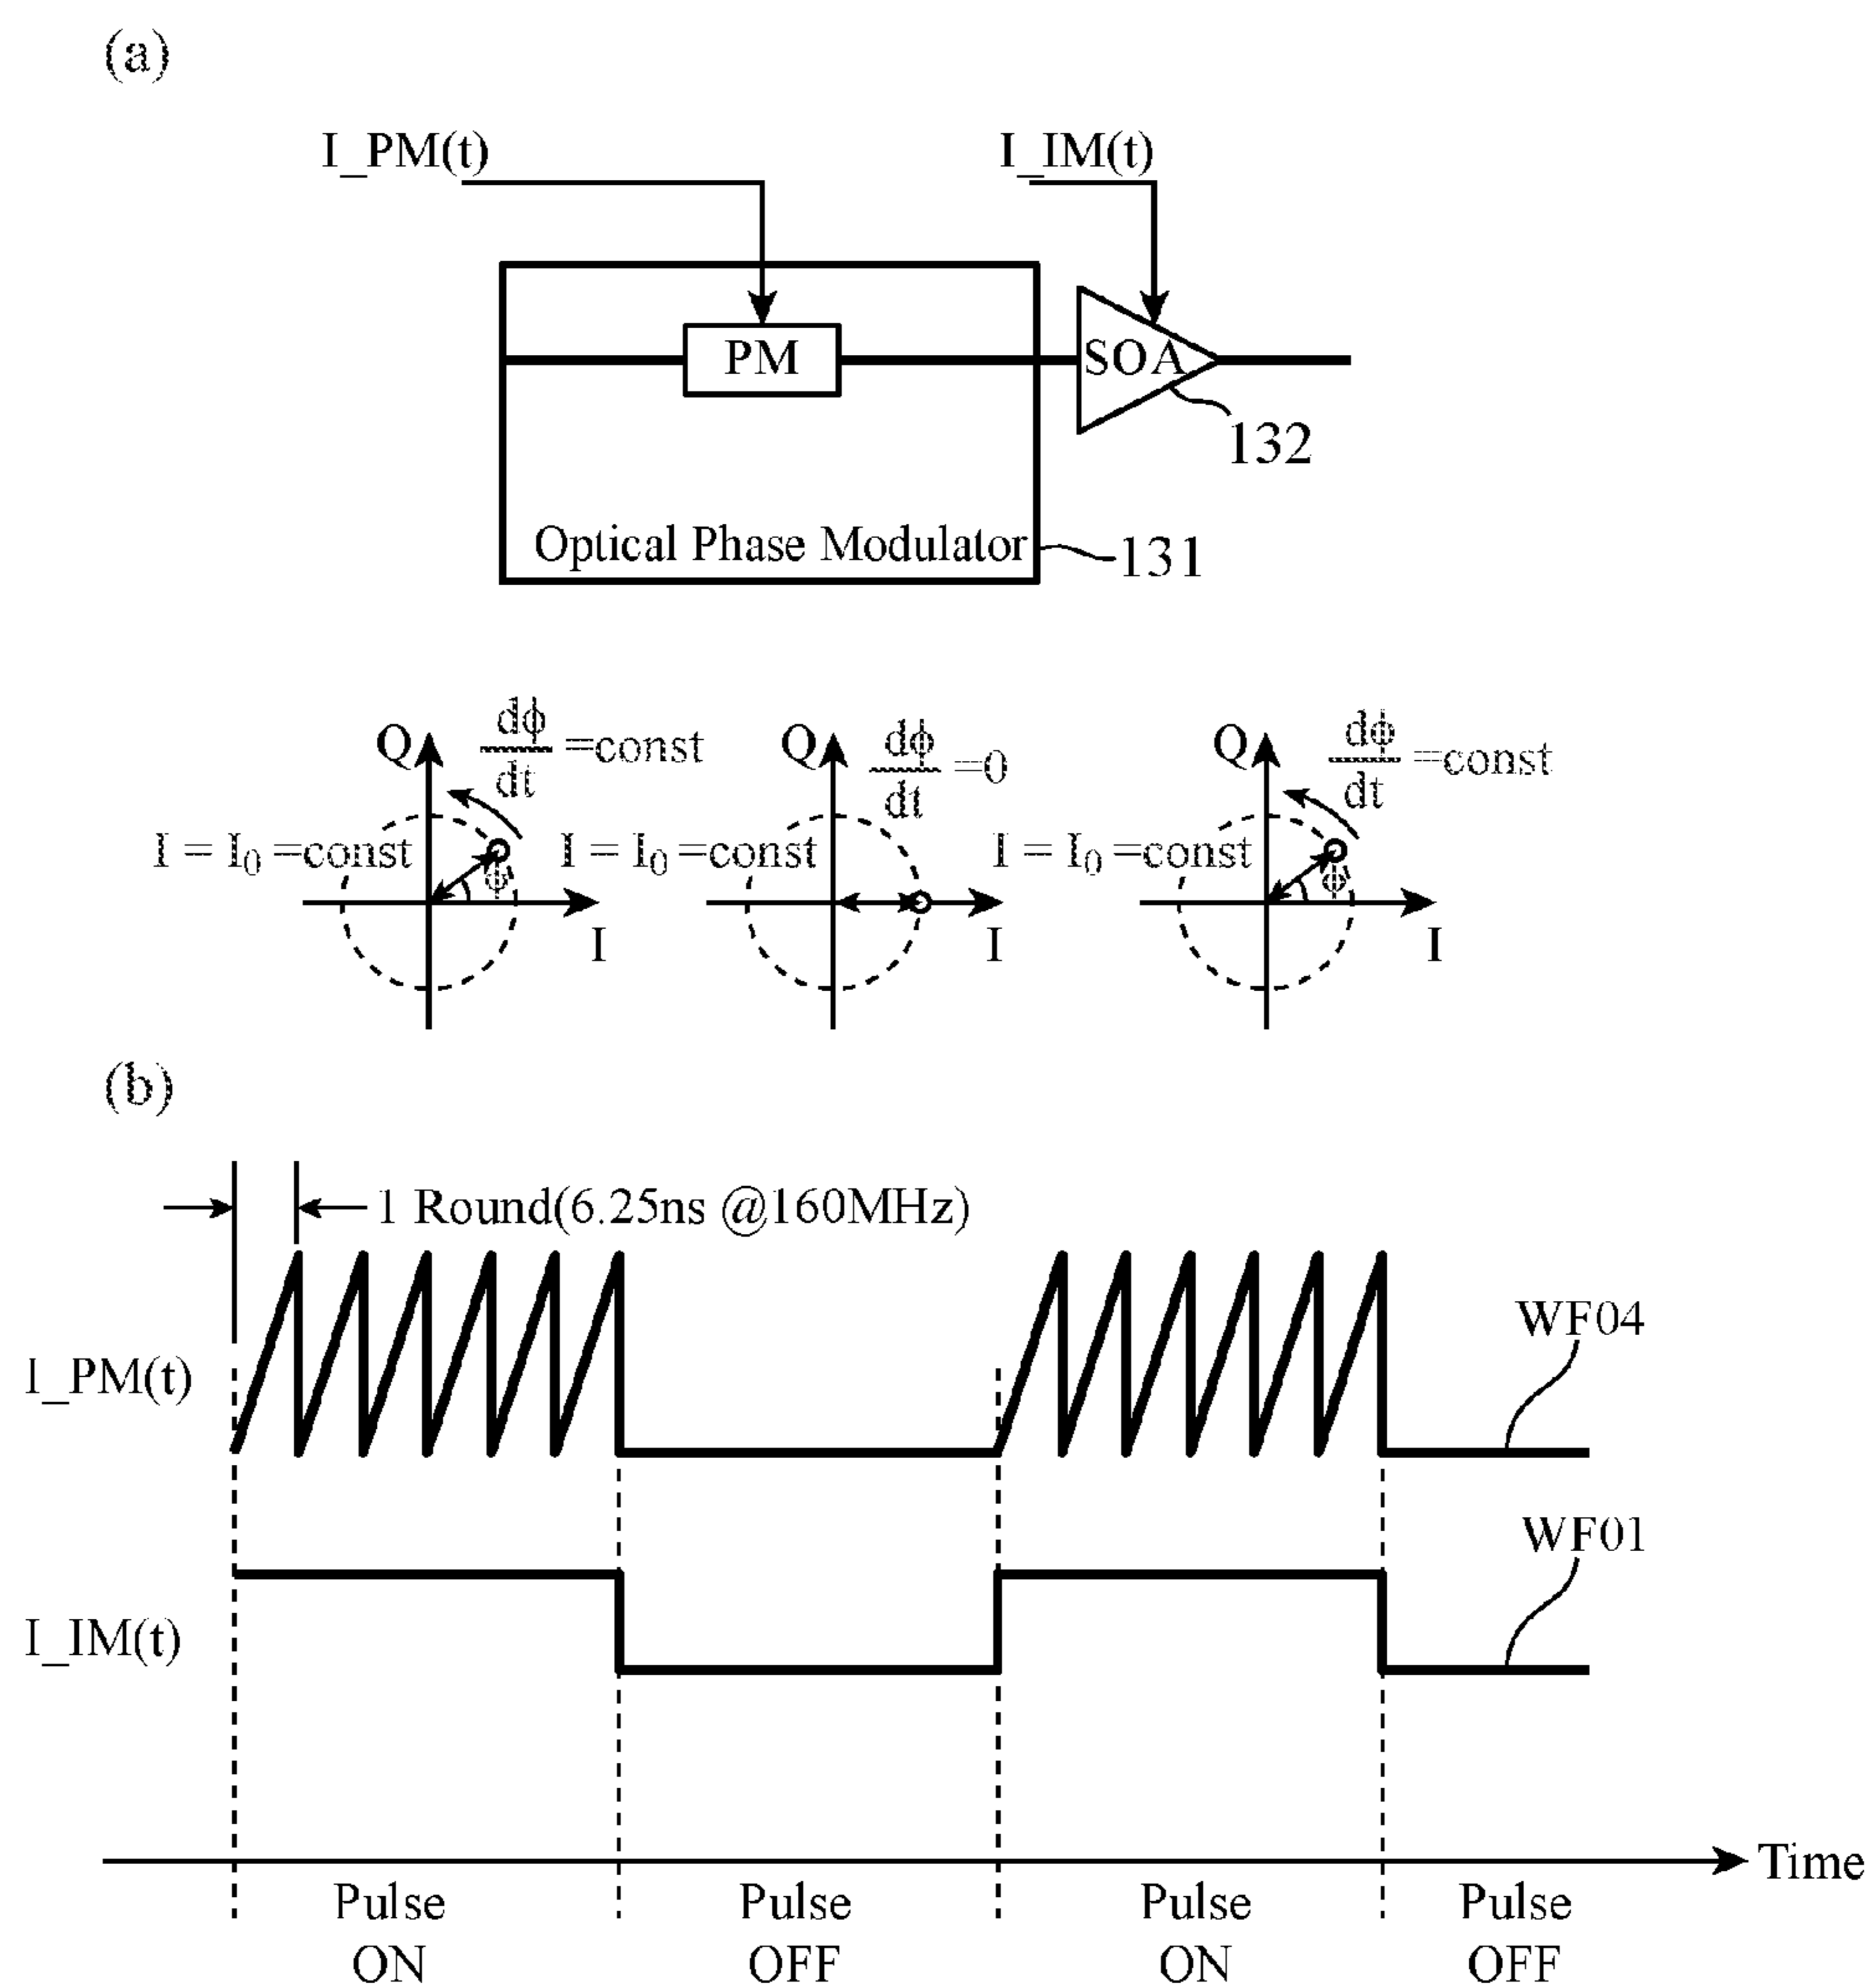 (a)
I_PM(t)
I_IM(t)
PM
SOA
132
Optical Phase Modulator
131
Q
dϕ
dt
=const
I = I₀ =const
ϕ
I
Q
dϕ
dt
=0
I = I₀ =const
I
Q
dϕ
dt
=const
I = I₀ =const
ϕ
I
(b)
1 Round(6.25ns @160MHz)
I_PM(t)
WF04
I_IM(t)
WF01
Time
Pulse
ON
Pulse
OFF
Pulse
ON
Pulse
OFF